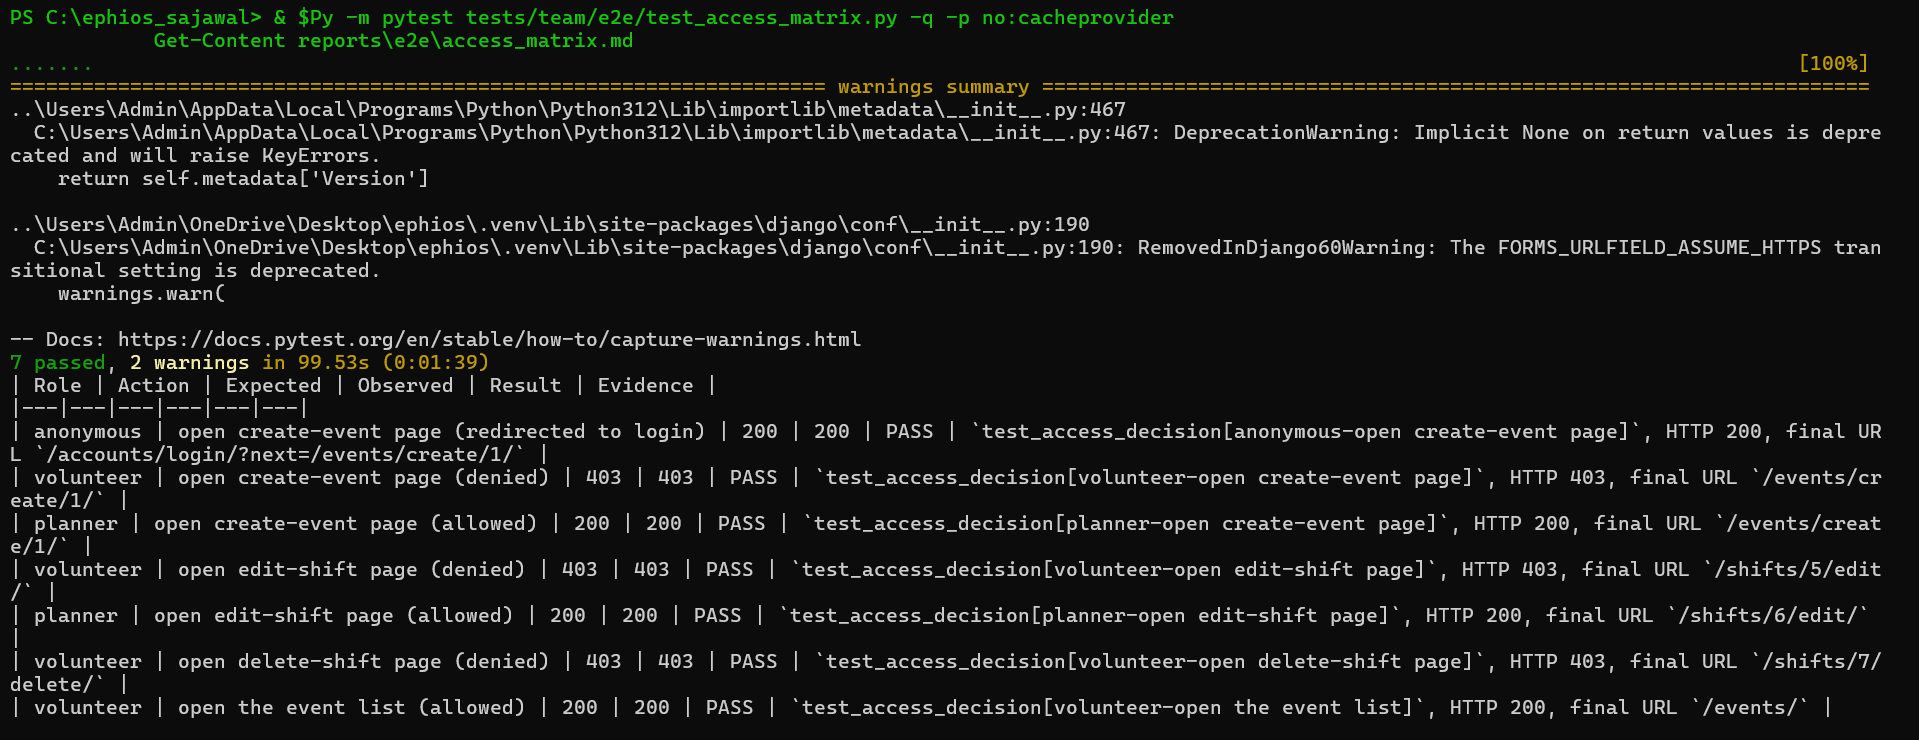 PS C:\ephios_sajawal> & $Py -m pytest tests/team/e2e/test_access_matrix.py -q -p no:cacheprovider
            Get-Content reports\e2e\access_matrix.md
.......                                                                                                                                              [100%]
==================================================================== warnings summary =====================================================================
..\Users\Admin\AppData\Local\Programs\Python\Python312\Lib\importlib\metadata\__init__.py:467
  C:\Users\Admin\AppData\Local\Programs\Python\Python312\Lib\importlib\metadata\__init__.py:467: DeprecationWarning: Implicit None on return values is depre
cated and will raise KeyErrors.
    return self.metadata['Version']

..\Users\Admin\OneDrive\Desktop\ephios\.venv\Lib\site-packages\django\conf\__init__.py:190
  C:\Users\Admin\OneDrive\Desktop\ephios\.venv\Lib\site-packages\django\conf\__init__.py:190: RemovedInDjango60Warning: The FORMS_URLFIELD_ASSUME_HTTPS tran
sitional setting is deprecated.
    warnings.warn(

-- Docs: https://docs.pytest.org/en/stable/how-to/capture-warnings.html
7 passed, 2 warnings in 99.53s (0:01:39)
| Role | Action | Expected | Observed | Result | Evidence |
|---|---|---|---|---|---|
| anonymous | open create-event page (redirected to login) | 200 | 200 | PASS | `test_access_decision[anonymous-open create-event page]`, HTTP 200, final UR
L `/accounts/login/?next=/events/create/1/` |
| volunteer | open create-event page (denied) | 403 | 403 | PASS | `test_access_decision[volunteer-open create-event page]`, HTTP 403, final URL `/events/cr
eate/1/` |
| planner | open create-event page (allowed) | 200 | 200 | PASS | `test_access_decision[planner-open create-event page]`, HTTP 200, final URL `/events/creat
e/1/` |
| volunteer | open edit-shift page (denied) | 403 | 403 | PASS | `test_access_decision[volunteer-open edit-shift page]`, HTTP 403, final URL `/shifts/5/edit
/` |
| planner | open edit-shift page (allowed) | 200 | 200 | PASS | `test_access_decision[planner-open edit-shift page]`, HTTP 200, final URL `/shifts/6/edit/`
|
| volunteer | open delete-shift page (denied) | 403 | 403 | PASS | `test_access_decision[volunteer-open delete-shift page]`, HTTP 403, final URL `/shifts/7/
delete/` |
| volunteer | open the event list (allowed) | 200 | 200 | PASS | `test_access_decision[volunteer-open the event list]`, HTTP 200, final URL `/events/` |